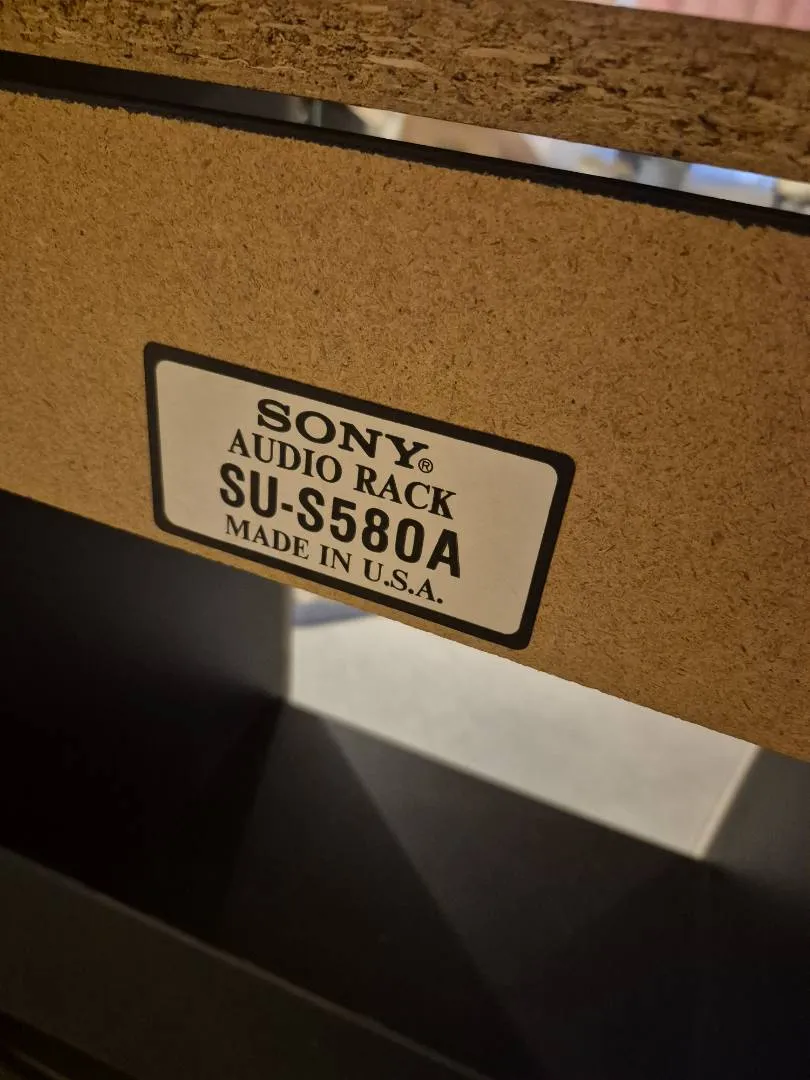 SONY®
AUDIO RACK
SU-S580A
MADE IN U.S.A.